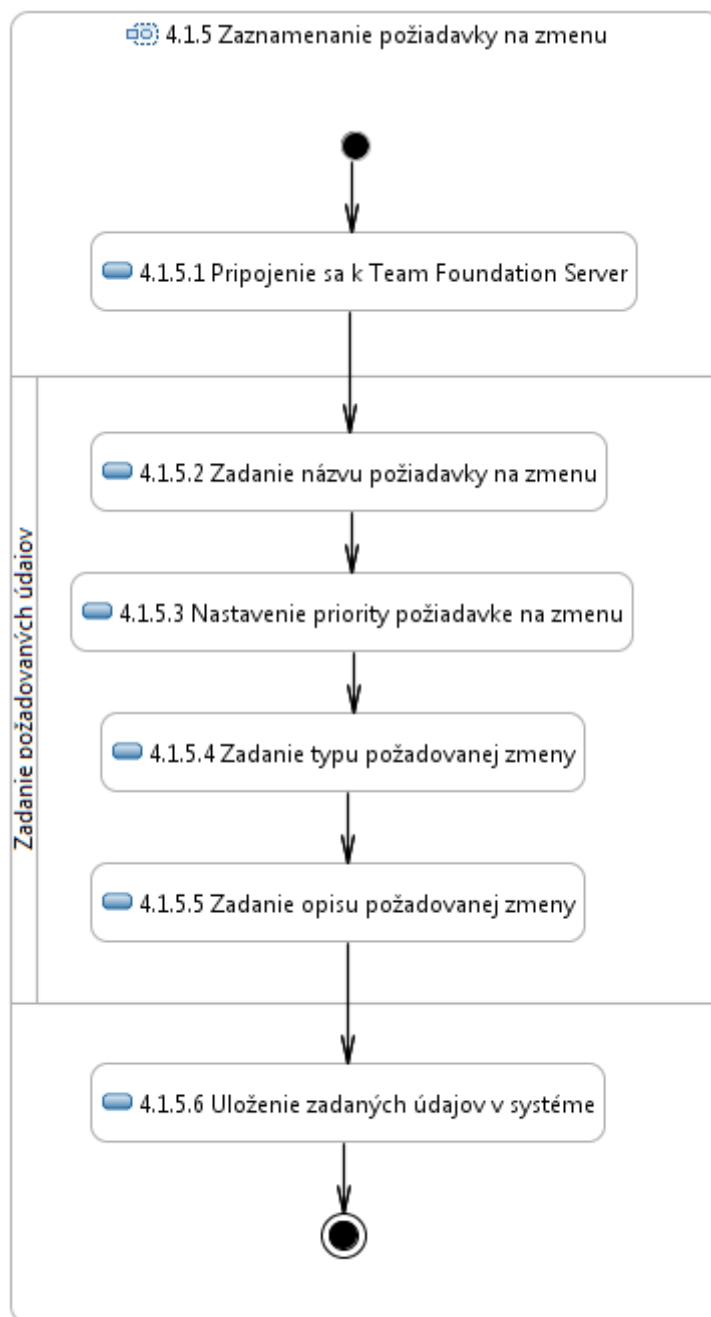 4.1.5 Zaznamenanie požiadavky na zmenu
4.1.5.1 Pripojenie sa k Team Foundation Server
Zadanie požadovaných údajov
4.1.5.2 Zadanie názvu požiadavky na zmenu
4.1.5.3 Nastavenie priority požiadavke na zmenu
4.1.5.4 Zadanie typu požadovanej zmeny
4.1.5.5 Zadanie opisu požadovanej zmeny
4.1.5.6 Uloženie zadaných údajov v systéme